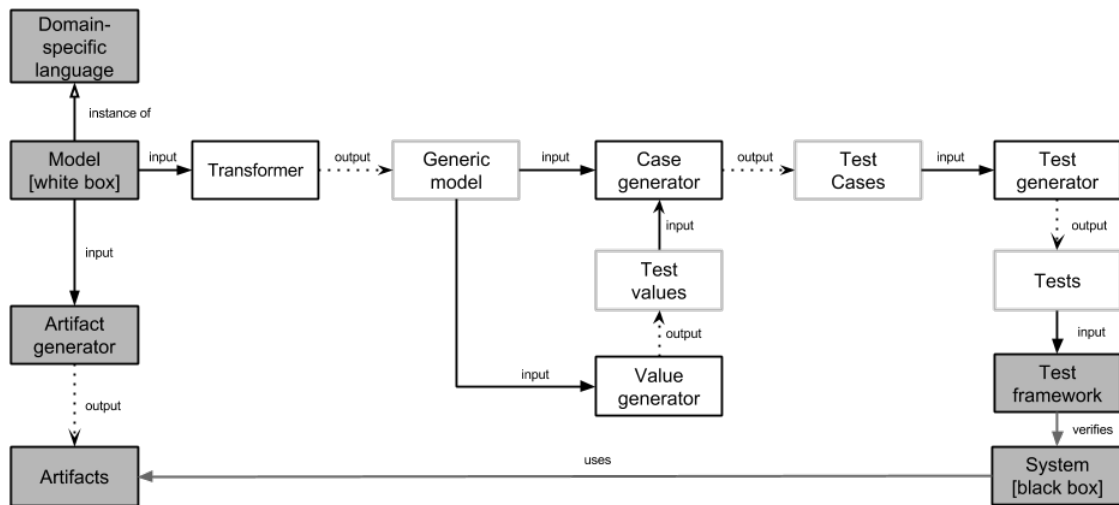 Domain-
specific
language
instance of
Model
[white box]
input
Transformer
output
Generic
model
input
Case
generator
output
Test
Cases
input
Test
generator
input
input
output
Test
values
Tests
output
input
Artifact
generator
input
Value
generator
Test
framework
output
verifies
Artifacts
uses
System
[black box]